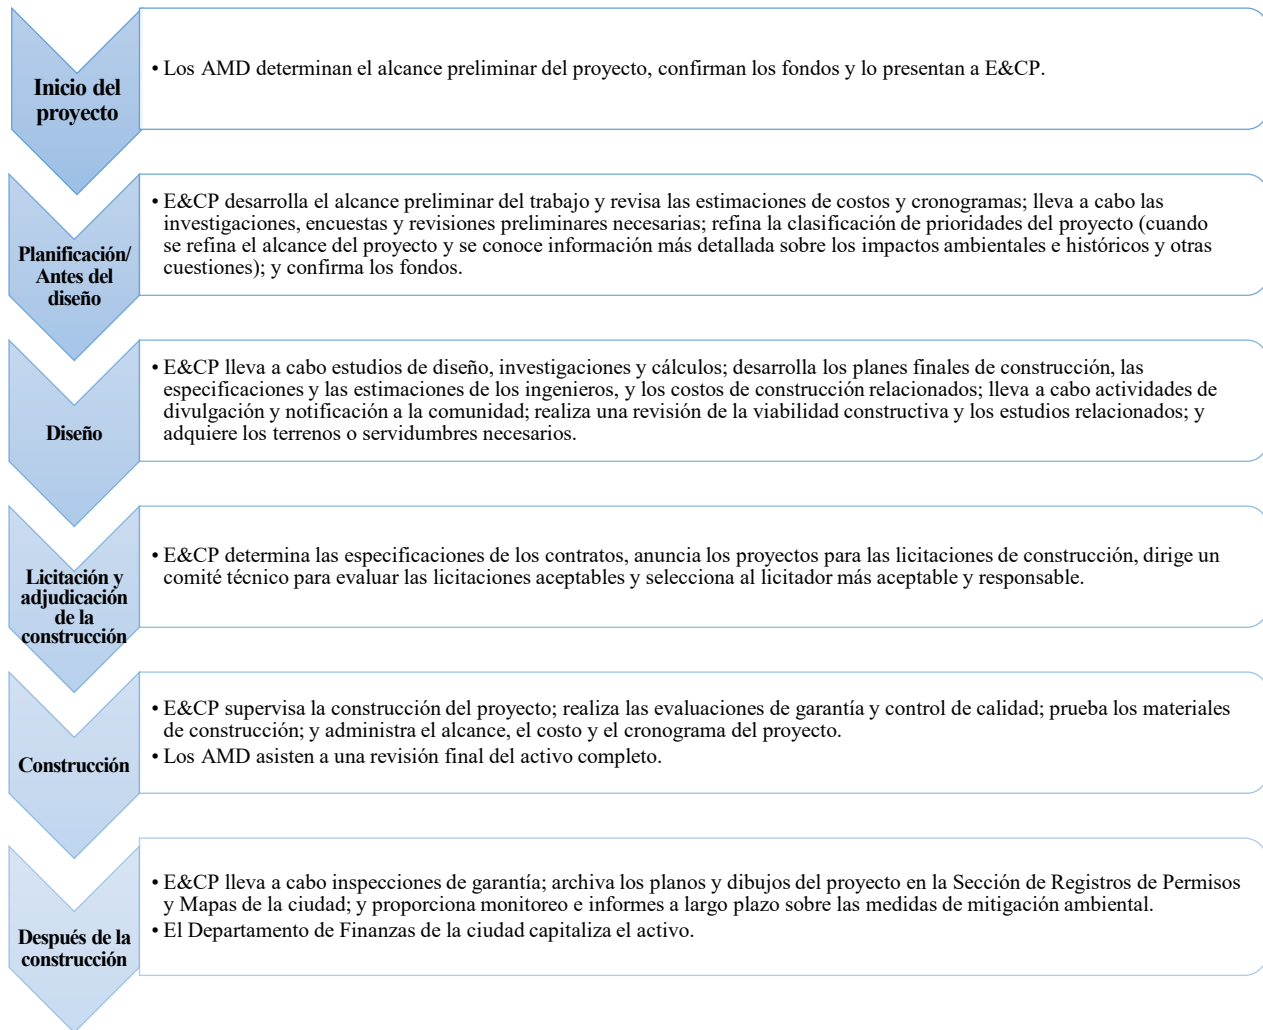 Inicio del
proyecto
• Los AMD determinan el alcance preliminar del proyecto, confirman los fondos y lo presentan a E&CP.
Planificación/
Antes del
diseño
• E&CP desarrolla el alcance preliminar del trabajo y revisa las estimaciones de costos y cronogramas; lleva a cabo las
investigaciones, encuestas y revisiones preliminares necesarias; refina la clasificación de prioridades del proyecto (cuando
se refina el alcance del proyecto y se conoce información más detallada sobre los impactos ambientales e históricos y otras
cuestiones); y confirma los fondos.
Diseño
• E&CP lleva a cabo estudios de diseño, investigaciones y cálculos; desarrolla los planes finales de construcción, las
especificaciones y las estimaciones de los ingenieros, y los costos de construcción relacionados; lleva a cabo actividades de
divulgación y notificación a la comunidad; realiza una revisión de la viabilidad constructiva y los estudios relacionados; y
adquiere los terrenos o servidumbres necesarios.
Licitación y
adjudicación
de la
construcción
• E&CP determina las especificaciones de los contratos, anuncia los proyectos para las licitaciones de construcción, dirige un
comité técnico para evaluar las licitaciones aceptables y selecciona al licitador más aceptable y responsable.
Construcción
• E&CP supervisa la construcción del proyecto; realiza las evaluaciones de garantía y control de calidad; prueba los materiales
de construcción; y administra el alcance, el costo y el cronograma del proyecto.
• Los AMD asisten a una revisión final del activo completo.
Después de la
construcción
• E&CP lleva a cabo inspecciones de garantía; archiva los planos y dibujos del proyecto en la Sección de Registros de Permisos
y Mapas de la ciudad; y proporciona monitoreo e informes a largo plazo sobre las medidas de mitigación ambiental.
• El Departamento de Finanzas de la ciudad capitaliza el activo.